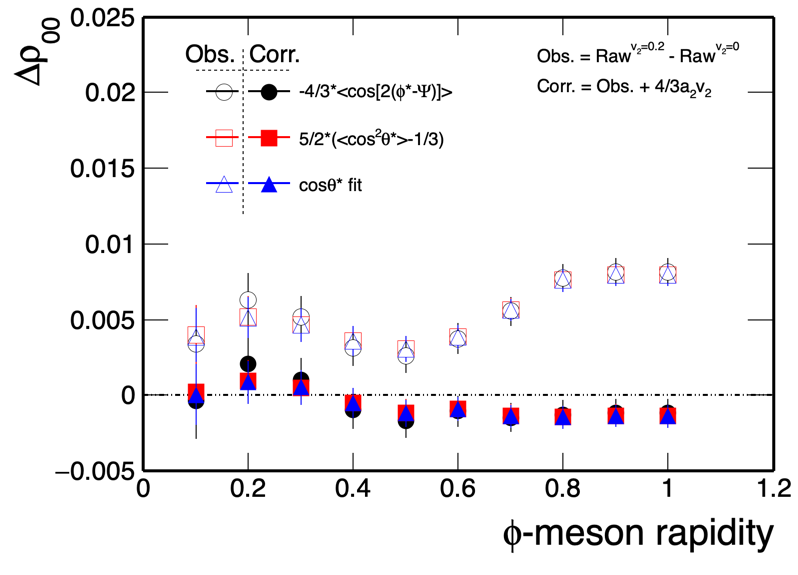 Δρ₀₀
0.025
0.02
0.015
0.01
0.005
0
−0.005
Obs. Corr.
-4/3*<cos[2(ϕ*-Ψ)]>
5/2*(<cos²θ*>-1/3)
cosθ* fit
Obs. = Raw^v₂=0.2 - Raw^v₂=0
Corr. = Obs. + 4/3a₂v₂
0 0.2 0.4 0.6 0.8 1 1.2
ϕ-meson rapidity